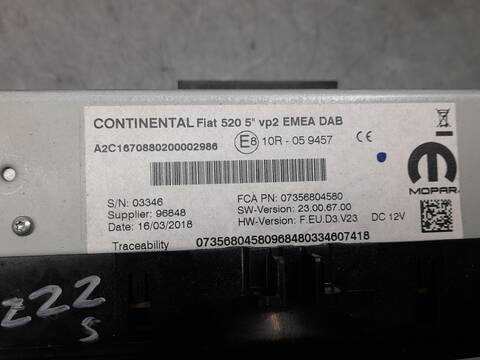 CONTINENTAL Fiat 520 5" vp2 EMEA DAB
A2C1670880200002986
E8 10R - 05 9457
CE
MOPAR
S/N: 03346
Supplier: 96848
Date: 16/03/2018
FCA PN: 07356804580
SW-Version: 23.00.67.00
HW-Version: F.EU.D3.V23
DC 12V
Traceability 07356804580968480334607418
Z22
S